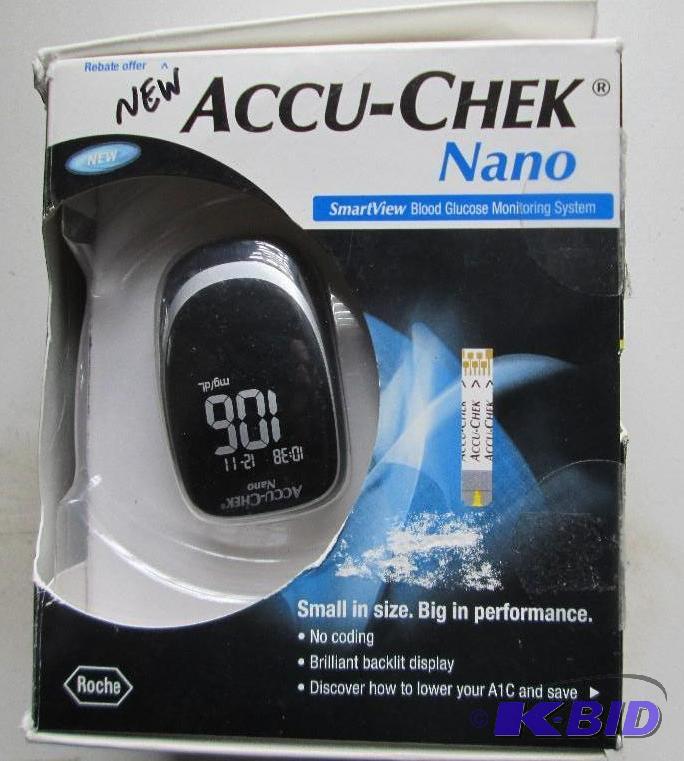 Rebate offer ^
NEW
ACCU-CHEK®
Nano
NEW
SmartView Blood Glucose Monitoring System
ACCU-CHEK
Nano
10:38 12-11
106
mg/dL
ACCU-CHEK >
ACCU-CHEK >
ACCU-CHEK >
Small in size. Big in performance.
• No coding
• Brilliant backlit display
• Discover how to lower your A1C and save ►
Roche
© K-BID